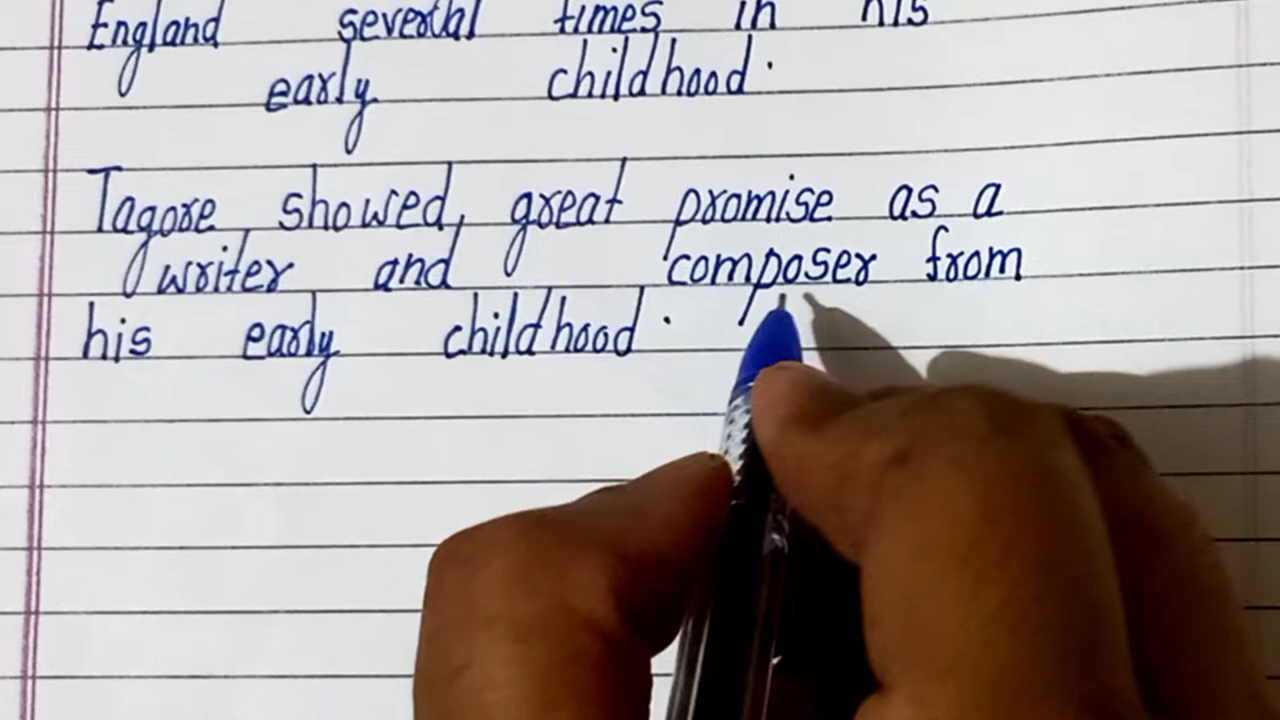 England several times in his
early childhood.
Tagore showed, great promise as a
writer and composer from
his early childhood.